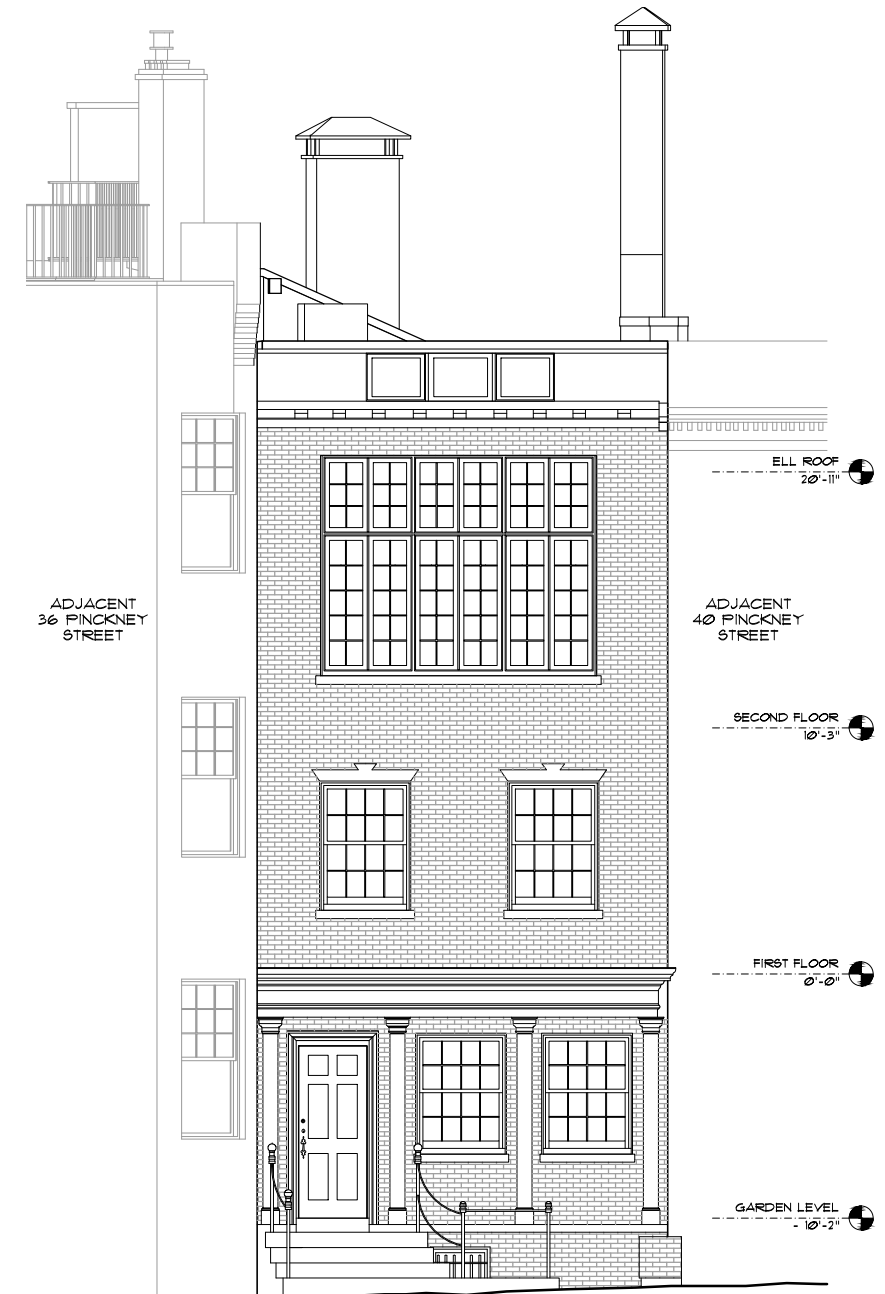 ELL ROOF
20'-11"
ADJACENT
36 PINCKNEY
STREET
ADJACENT
40 PINCKNEY
STREET
SECOND FLOOR
10'-3"
FIRST FLOOR
0'-0"
GARDEN LEVEL
- 10'-2"